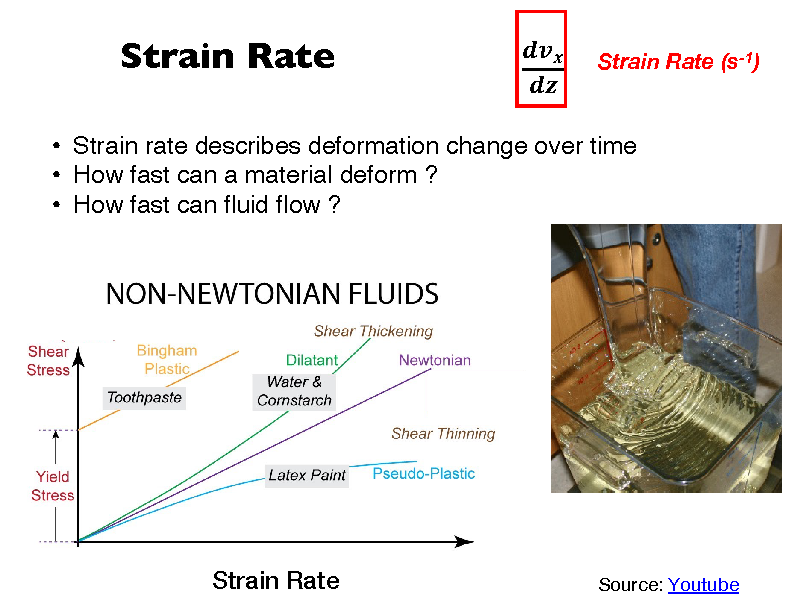 Strain Rate
dvₓ
dz
Strain Rate (s⁻¹)
• Strain rate describes deformation change over time
• How fast can a material deform ?
• How fast can fluid flow ?
NON-NEWTONIAN FLUIDS
Shear
Stress
Bingham
Plastic
Toothpaste
Shear Thickening
Dilatant
Water &
Cornstarch
Newtonian
Shear Thinning
Latex Paint
Pseudo-Plastic
Yield
Stress
Strain Rate
Source: Youtube